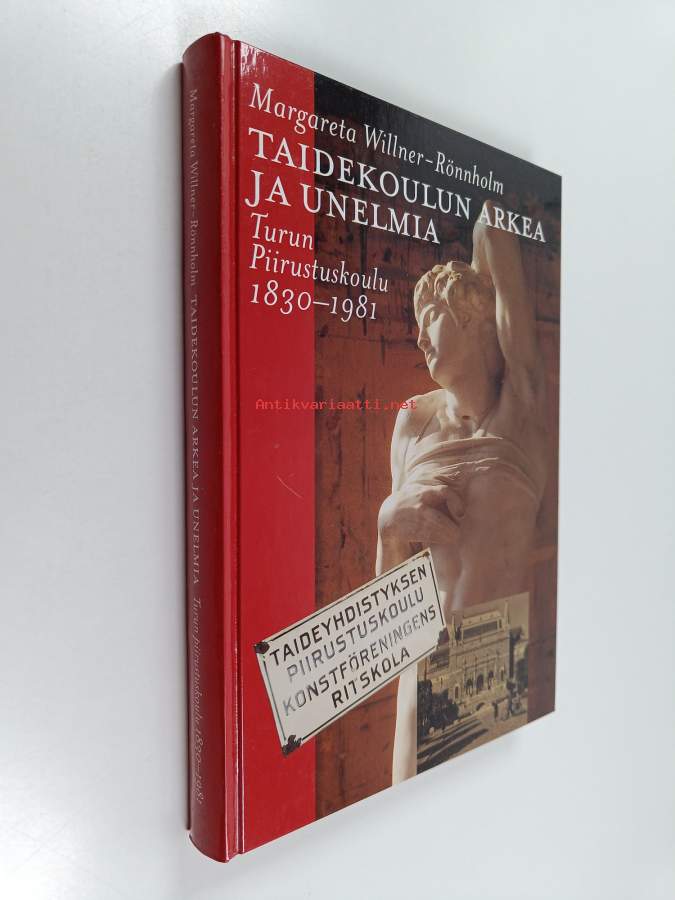 Margareta Willner-Rönnholm
TAIDEKOULUN ARKEA
JA UNELMIA
Turun
Piirustuskoulu
1830–1981
Antikvariaatti.net
TAIDEYHDISTYKSEN
PIIRUSTUSKOULU
KONSTFÖRENINGENS
RITSKOLA
Margareta Willner-Rönnholm TAIDEKOULUN ARKEA JA UNELMIA Turun piirustuskoulu 1830–1981